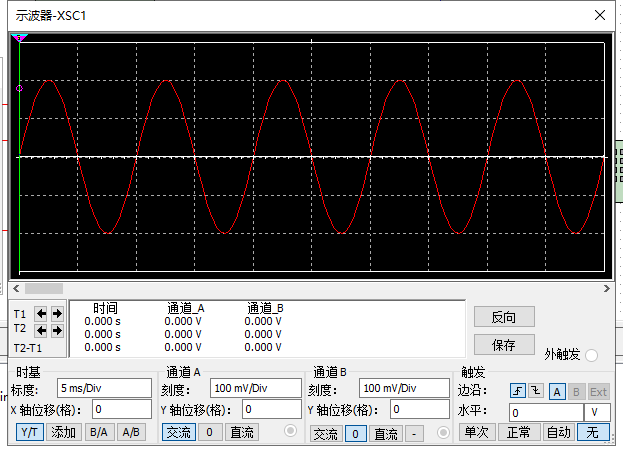 示波器-XSC1
时间 通道_A 通道_B
T1 0.000 s 0.000 V 0.000 V
T2 0.000 s 0.000 V 0.000 V
T2-T1 0.000 s 0.000 V 0.000 V
反向
保存
外触发
时基
标度: 5 ms/Div
X 轴位移(格): 0
Y/T 添加 B/A A/B
通道 A
刻度: 100 mV/Div
Y 轴位移(格): 0
交流 0 直流
通道 B
刻度: 100 mV/Div
Y 轴位移(格): 0
交流 0 直流 -
触发
边沿: A B Ext
水平: 0 V
单次 正常 自动 无